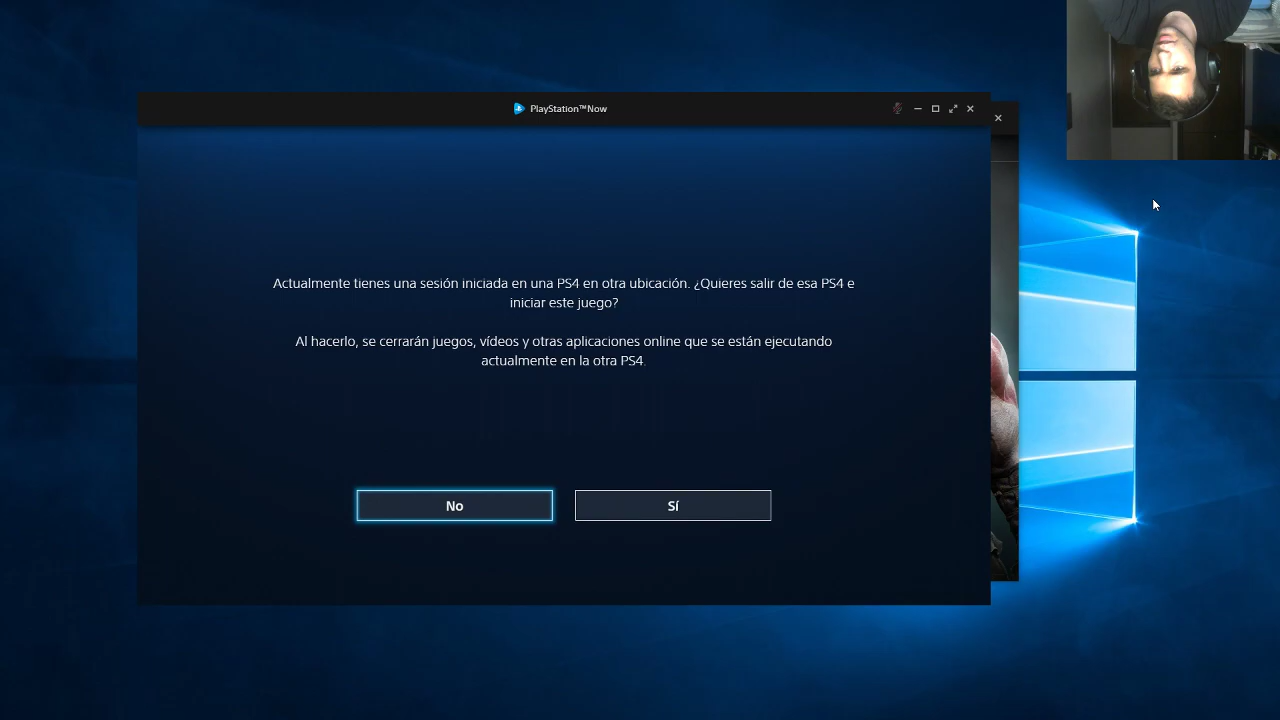 PlayStation™Now
Actualmente tienes una sesión iniciada en una PS4 en otra ubicación. ¿Quieres salir de esa PS4 e
iniciar este juego?
Al hacerlo, se cerrarán juegos, vídeos y otras aplicaciones online que se están ejecutando
actualmente en la otra PS4.
No
Sí